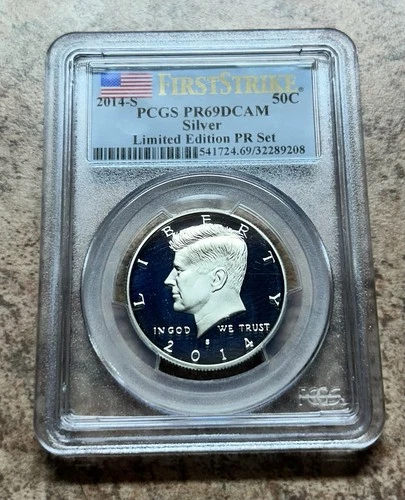 FIRSTSTRIKE®
2014-S 50C
PCGS PR69DCAM
Silver
Limited Edition PR Set
541724.69/32289208
LIBERTY
IN GOD WE TRUST
S
2014
PCGS